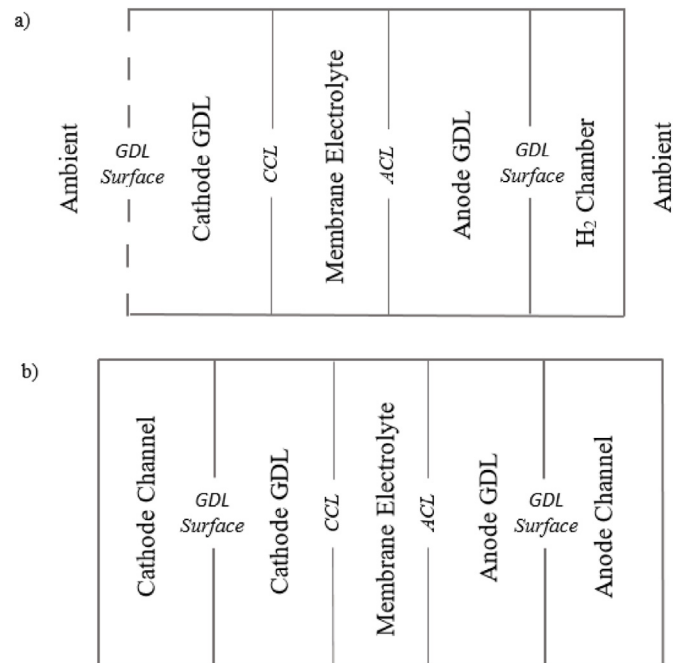 a)
Ambient
GDL
Surface
Cathode GDL
CCL
Membrane Electrolyte
ACL
Anode GDL
GDL
Surface
H2 Chamber
Ambient
b)
Cathode Channel
GDL
Surface
Cathode GDL
CCL
Membrane Electrolyte
ACL
Anode GDL
GDL
Surface
Anode Channel